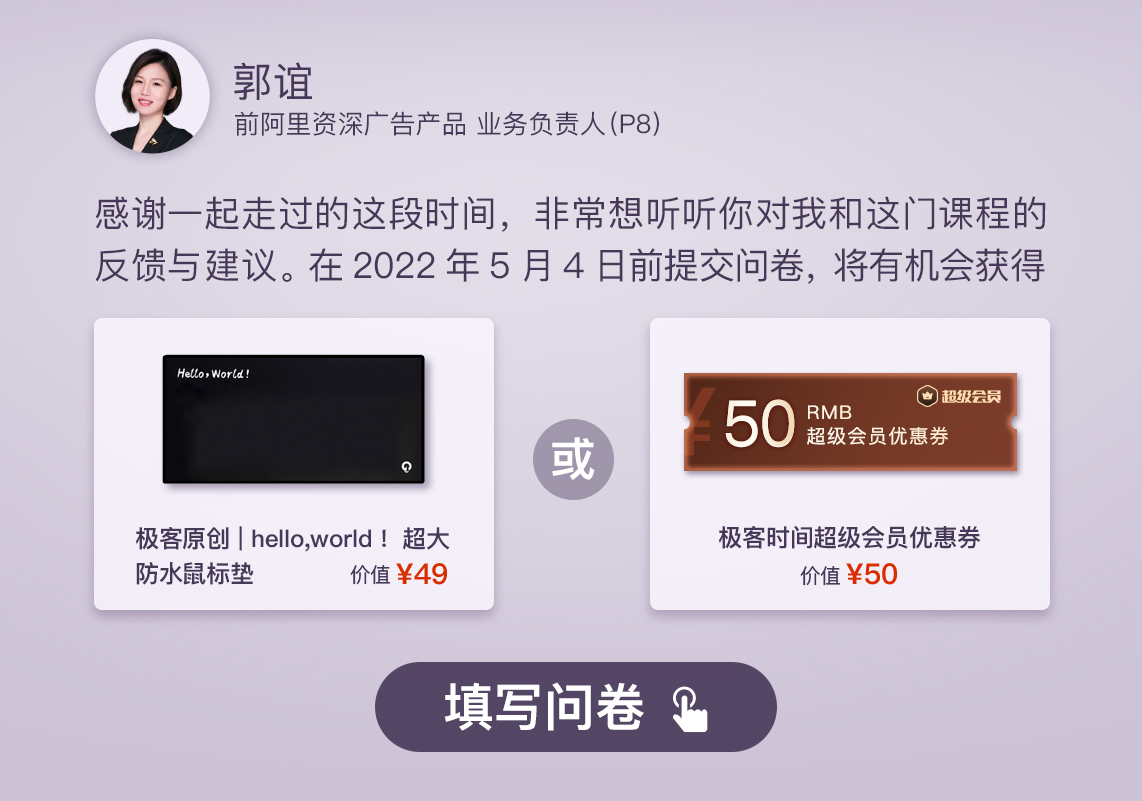 郭谊
前阿里资深广告产品 业务负责人(P8)
感谢一起走过的这段时间，非常想听听你对我和这门课程的
反馈与建议。在 2022 年 5 月 4 日前提交问卷，将有机会获得
Hello,World!
或
¥
50
RMB
超级会员优惠券
超级会员
极客原创 | hello,world！ 超大
防水鼠标垫
价值 ¥49
极客时间超级会员优惠券
价值 ¥50
填写问卷